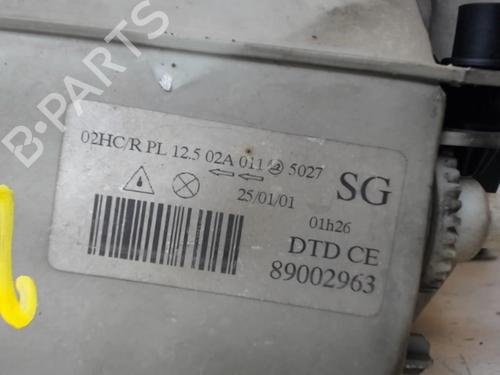 02HC/R PL 12.5 02A 011 5027
25/01/01
SG
01h26
DTD CE
89002963
B-Parts